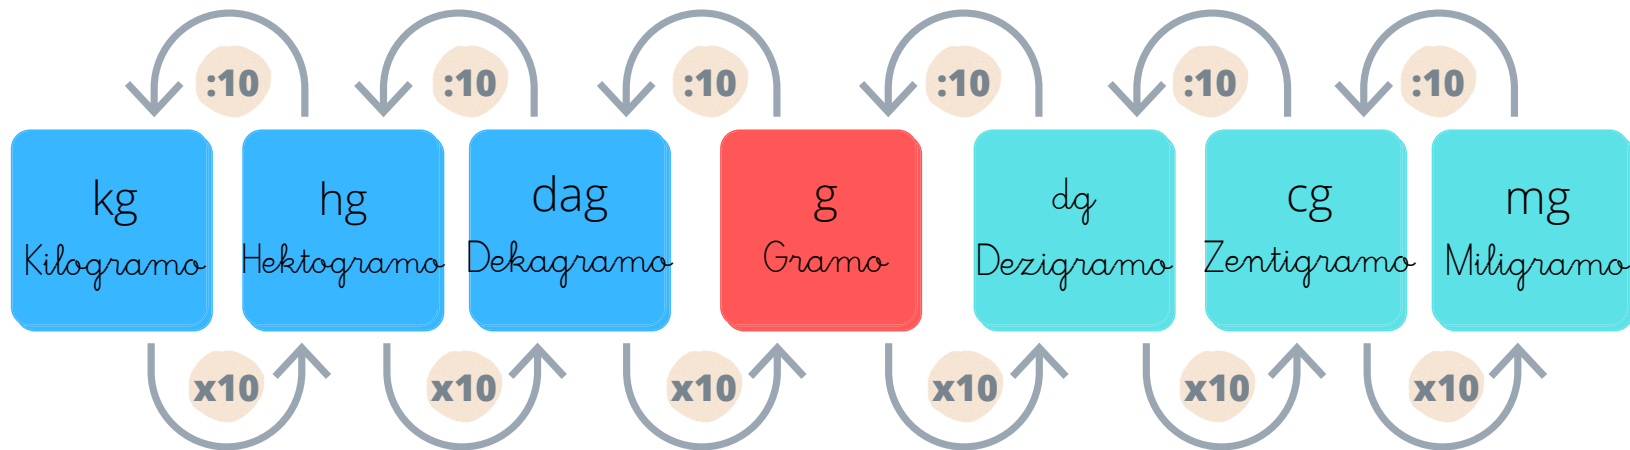 :10 :10 :10 :10 :10 :10
kg hg dag g dg cg mg
Kilogramo Hektogramo Dekagramo Gramo Dezigramo Zentigramo Miligramo
x10 x10 x10 x10 x10 x10